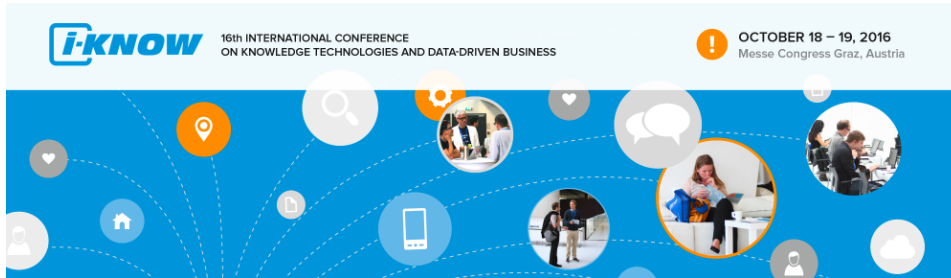 i-KNOW
16th INTERNATIONAL CONFERENCE
ON KNOWLEDGE TECHNOLOGIES AND DATA-DRIVEN BUSINESS
!
OCTOBER 18 – 19, 2016
Messe Congress Graz, Austria